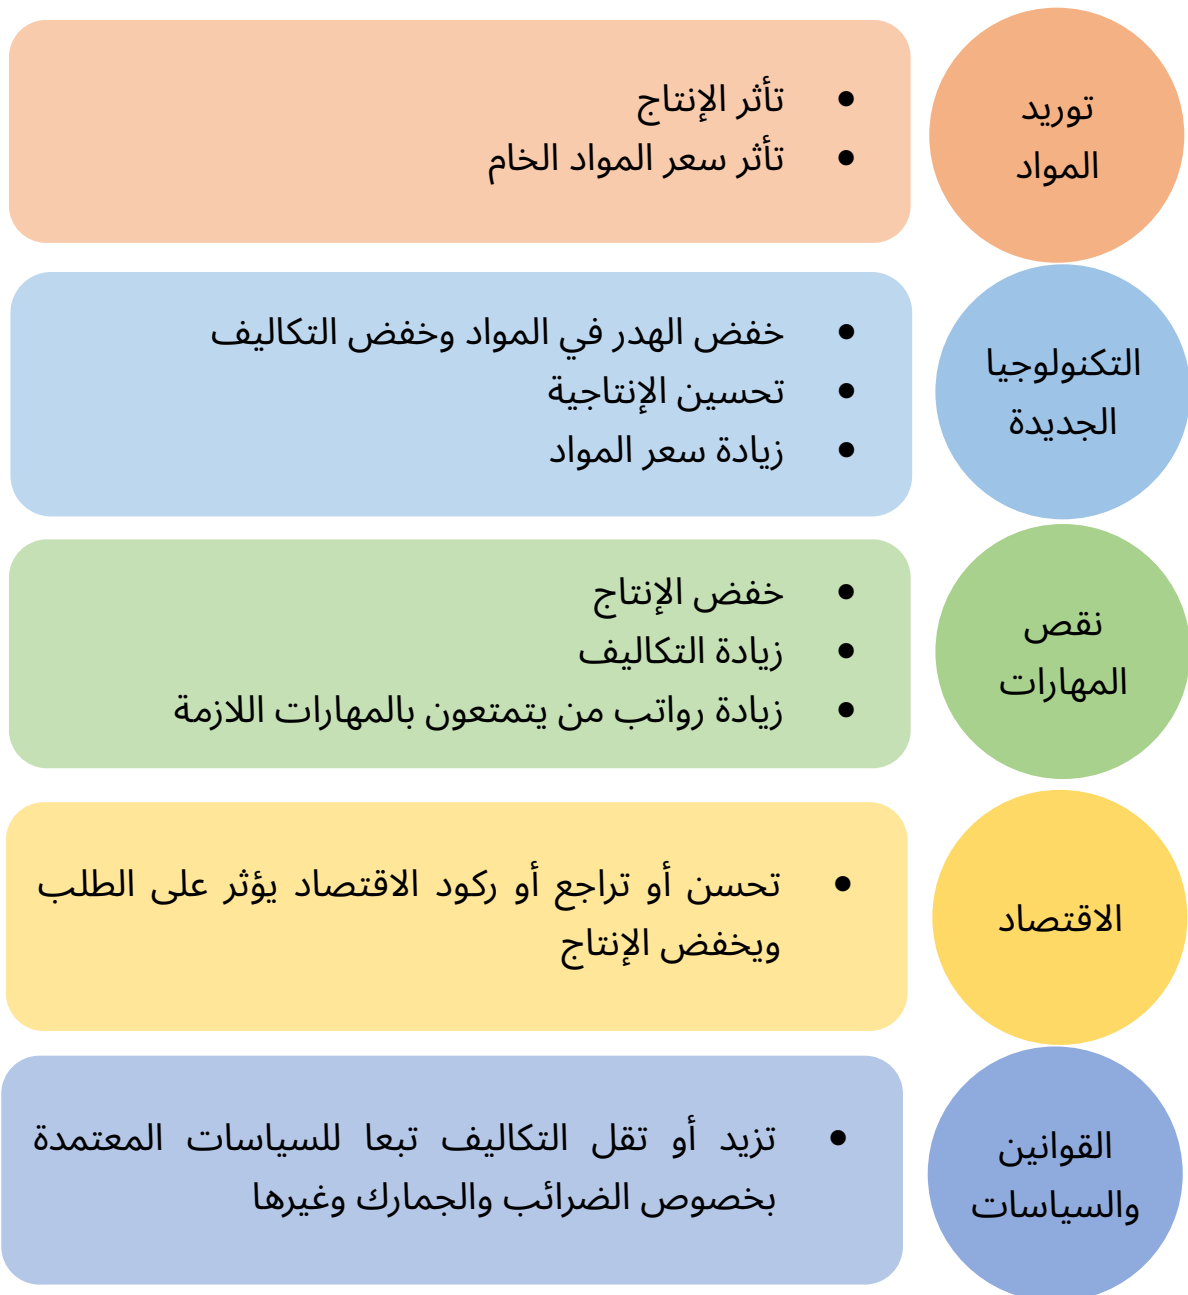 توريد
المواد
• تأثر الإنتاج
• تأثر سعر المواد الخام
التكنولوجيا
الجديدة
• خفض الهدر في المواد وخفض التكاليف
• تحسين الإنتاجية
• زيادة سعر المواد
نقص
المهارات
• خفض الإنتاج
• زيادة التكاليف
• زيادة رواتب من يتمتعون بالمهارات اللازمة
الاقتصاد
• تحسن أو تراجع أو ركود الاقتصاد يؤثر على الطلب
ويخفض الإنتاج
القوانين
والسياسات
• تزيد أو تقل التكاليف تبعا للسياسات المعتمدة
بخصوص الضرائب والجمارك وغيرها